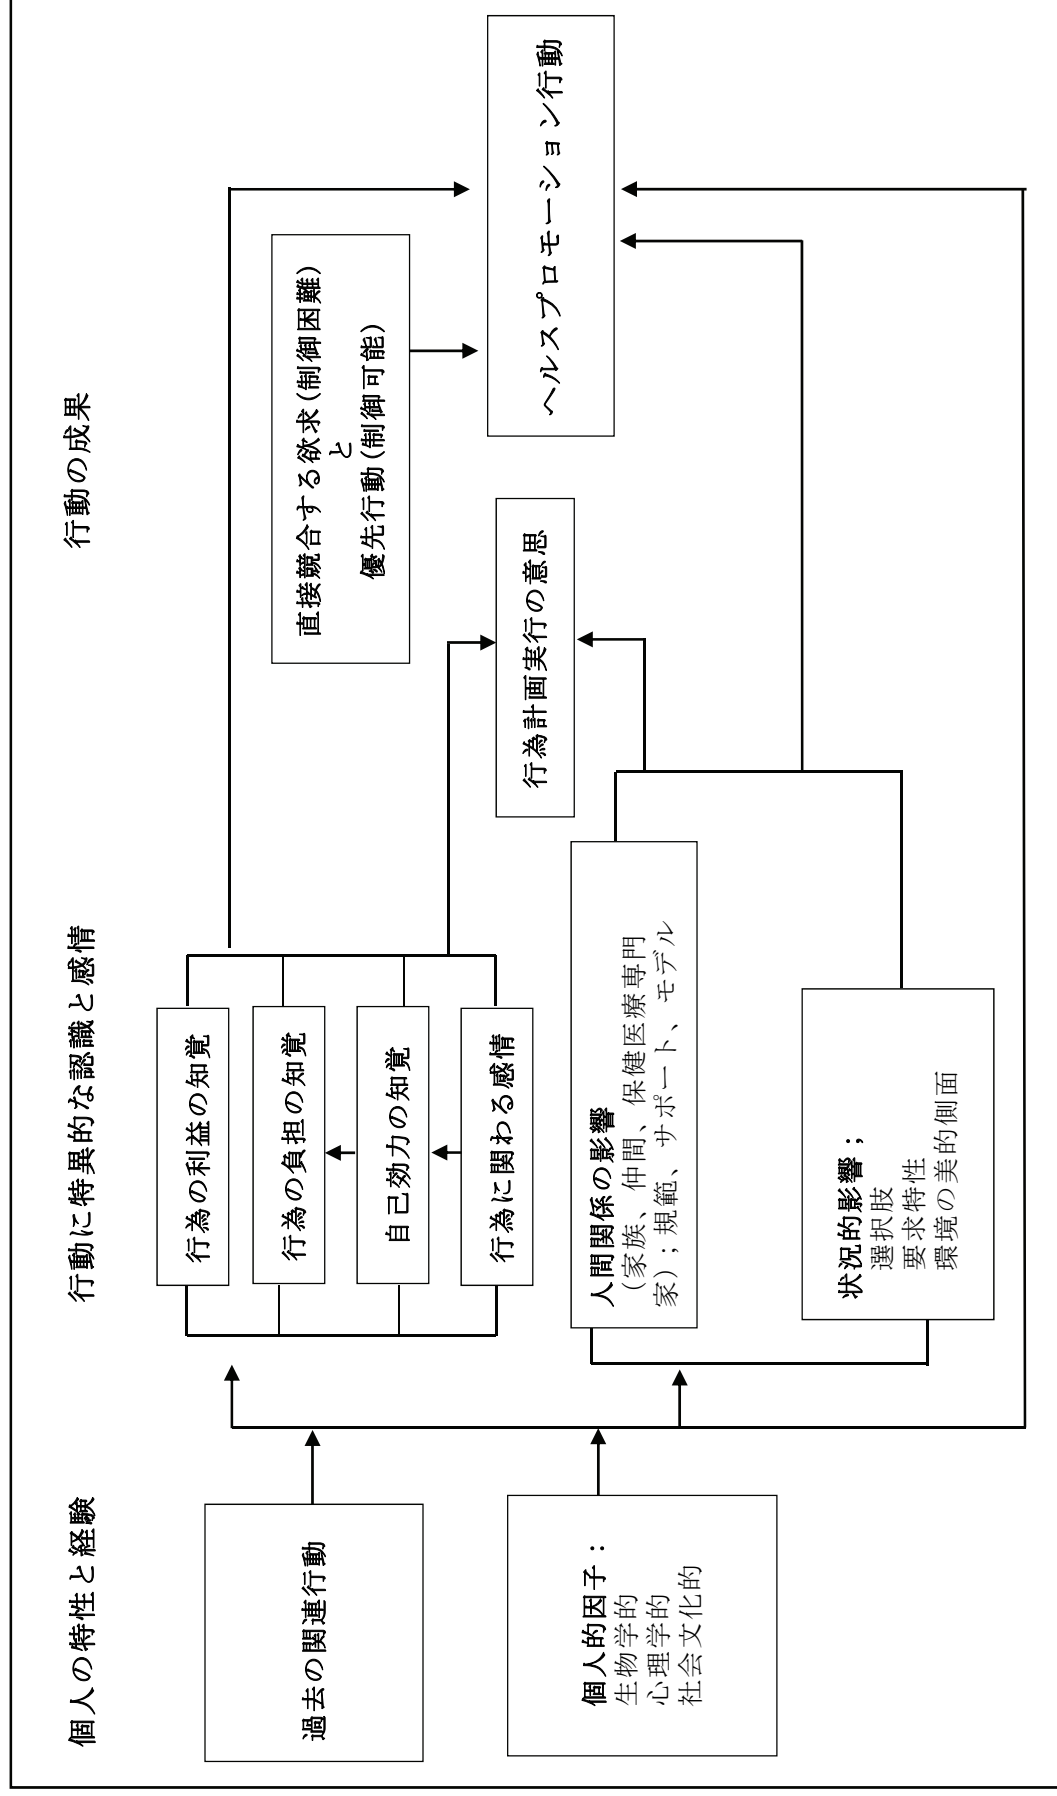 個人の特性と経験
行動に特異的な認識と感情
行動の成果
過去の関連行動
個人的因子：
生物学的
心理学的
社会文化的
行為の利益の知覚
行為の負担の知覚
自己効力の知覚
行為に関わる感情
人間関係の影響
（家族、仲間、保健医療専門
家）；規範、サポート、モデル
状況的影響；
選択肢
要求特性
環境の美的側面
直接競合する欲求(制御困難)
と
優先行動(制御可能)
行為計画実行の意思
ヘルスプロモーション行動